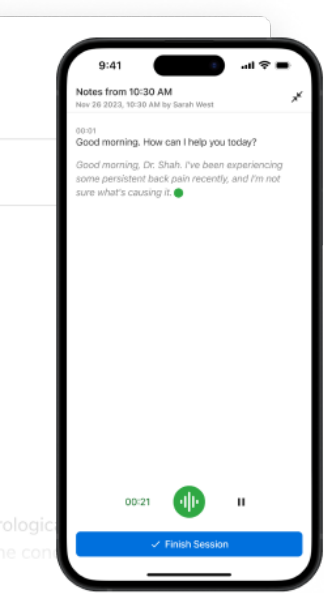 9:41
Notes from 10:30 AM
Nov 26 2023, 10:30 AM by Sarah West
00:01
Good morning. How can I help you today?
Good morning, Dr. Shah. I've been experiencing
some persistent back pain recently, and I'm not
sure what's causing it.
00:21
Finish Session